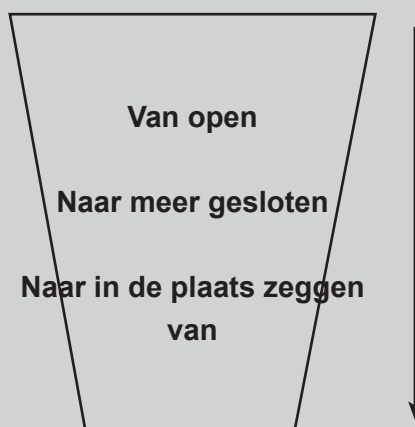 Van open
Naar meer gesloten
Naar in de plaats zeggen
van